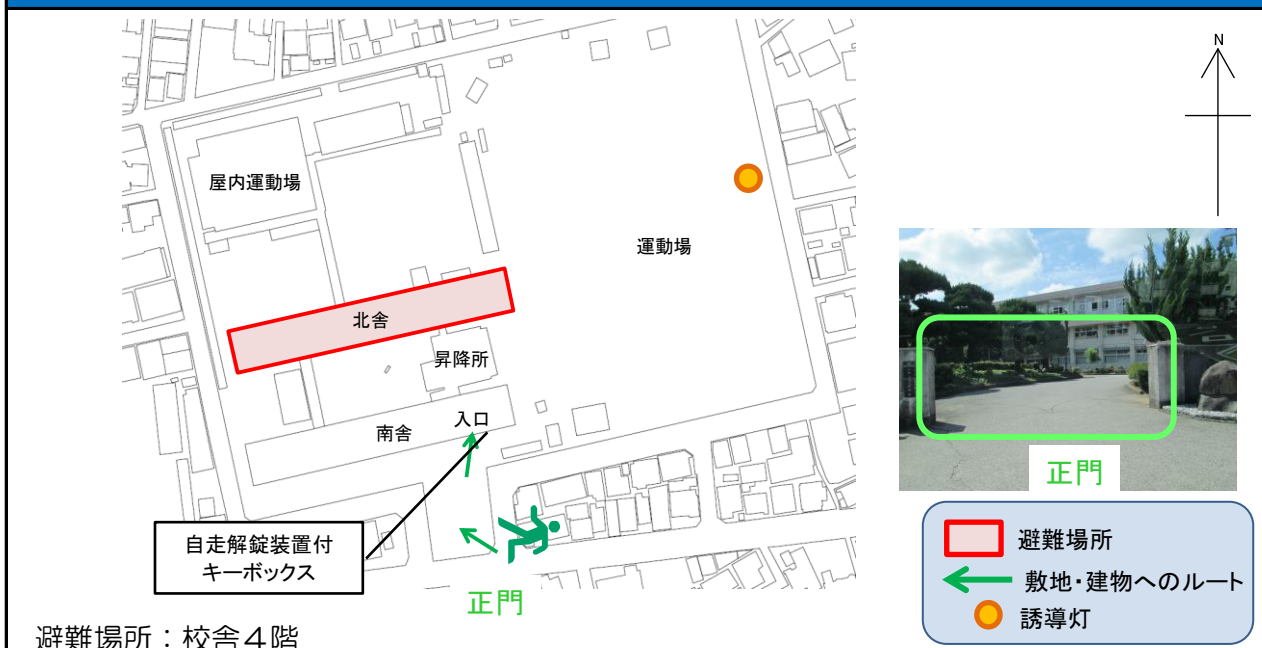 N
屋内運動場
運動場
北舎
昇降所
入口
南舎
自走解錠装置付
キーボックス
正門
正門
避難場所
敷地・建物へのルート
誘導灯
避難場所：校舎４階